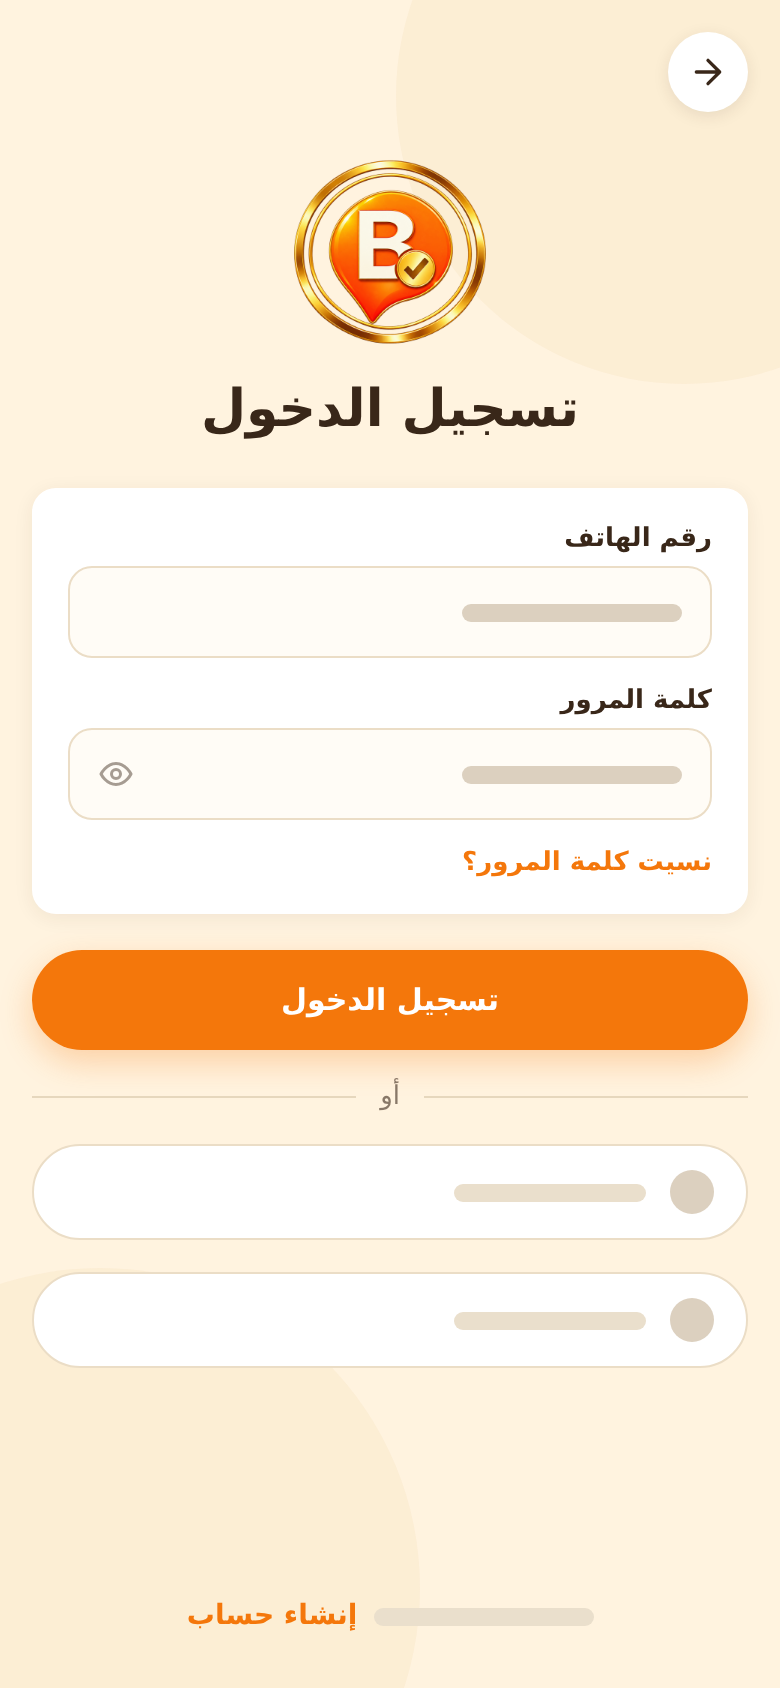 B
تسجيل الدخول
رقم الهاتف
كلمة المرور
نسيت كلمة المرور؟
تسجيل الدخول
أو
إنشاء حساب